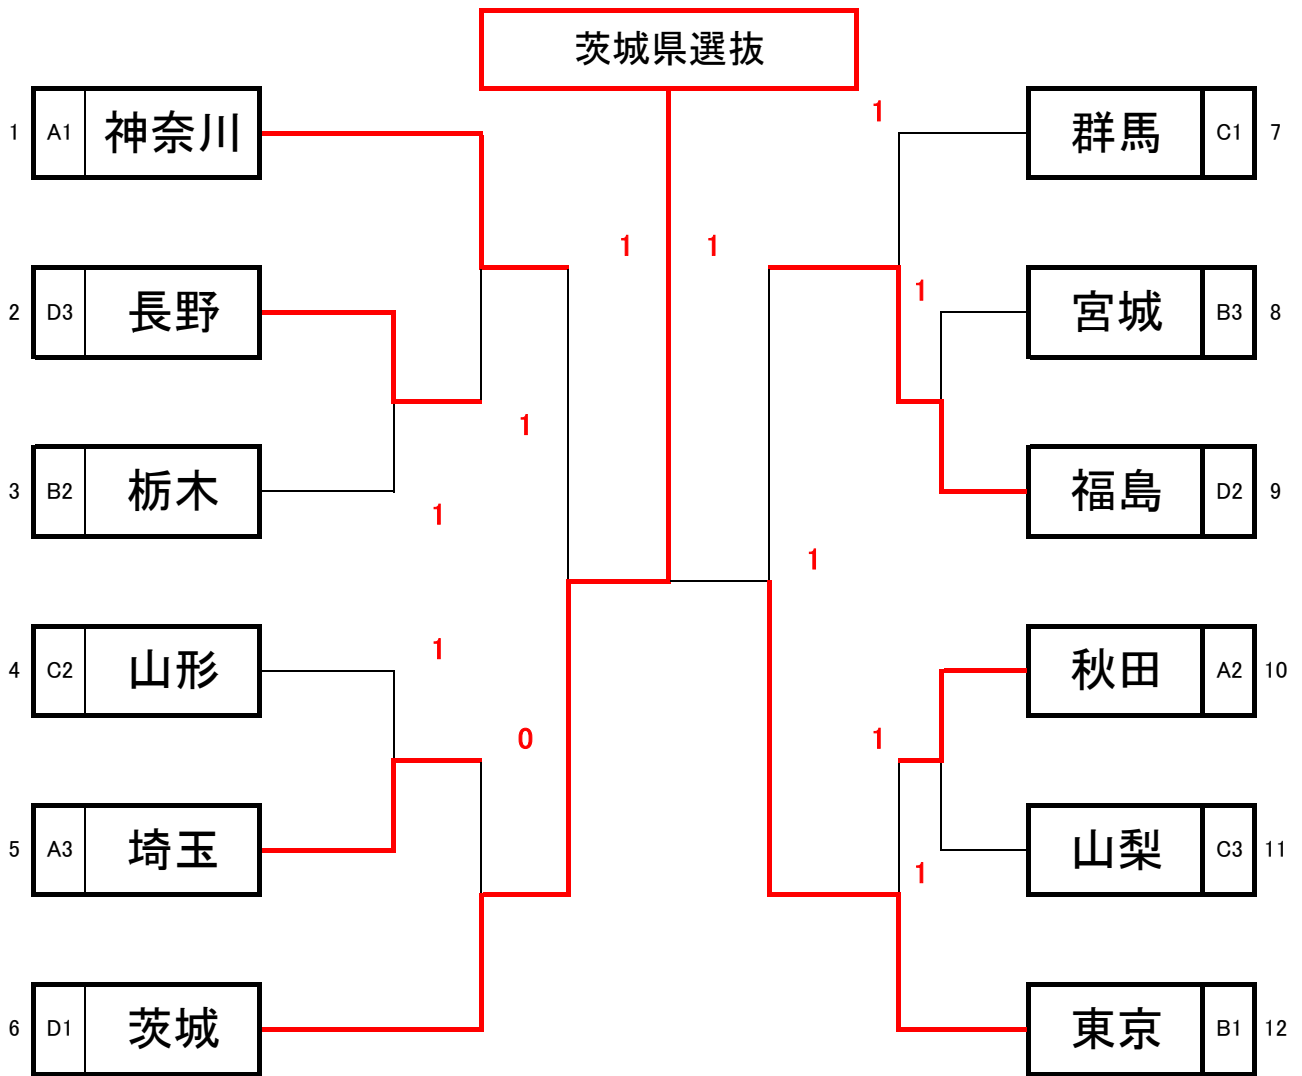 茨城県選抜
1 A1 神奈川
1
群馬 C1 7
1 1
2 D3 長野
1
宮城 B3 8
1
3 B2 栃木
1
福島 D2 9
1
4 C2 山形
1
秋田 A2 10
0
1
5 A3 埼玉
1
山梨 C3 11
6 D1 茨城
東京 B1 12